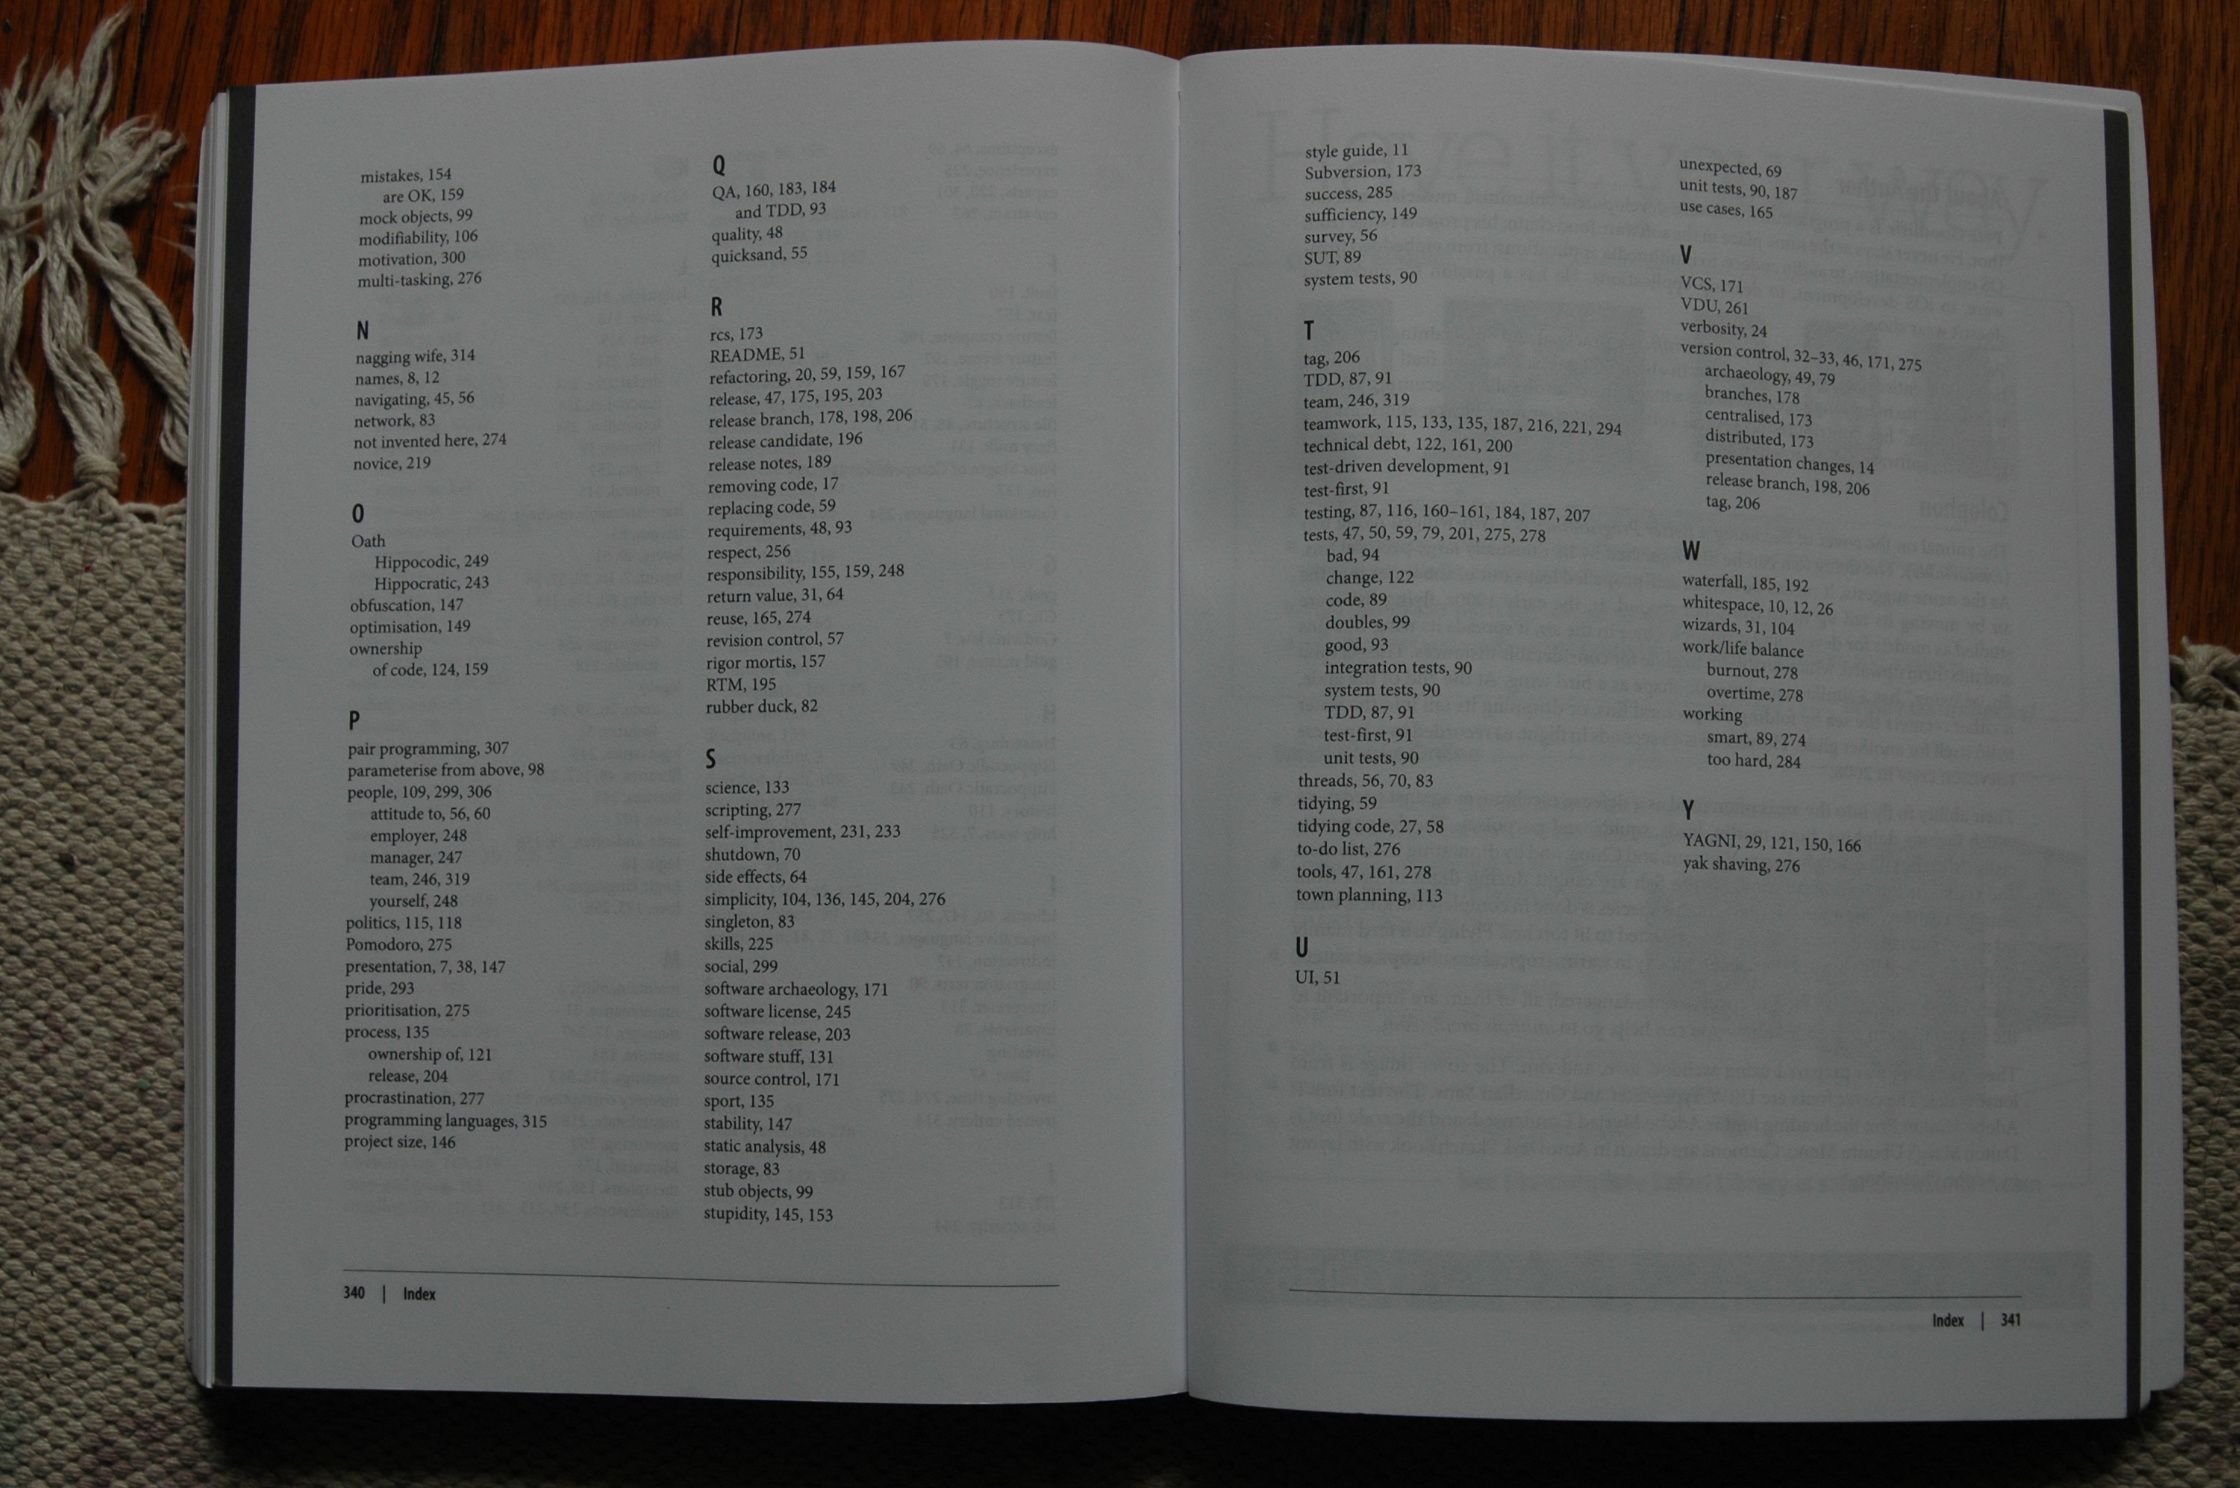 mistakes, 154
are OK, 159
mock objects, 99
modifiability, 106
motivation, 300
multi-tasking, 276
N
nagging wife, 314
names, 8, 12
navigating, 45, 56
network, 83
not invented here, 274
novice, 219
O
Oath
Hippocodic, 249
Hippocratic, 243
obfuscation, 147
optimisation, 149
ownership
of code, 124, 159
P
pair programming, 307
parameterise from above, 98
people, 109, 299, 306
attitude to, 56, 60
employer, 248
manager, 247
team, 246, 319
yourself, 248
politics, 115, 118
Pomodoro, 275
presentation, 7, 38, 147
pride, 293
prioritisation, 275
process, 135
ownership of, 121
release, 204
procrastination, 277
programming languages, 315
project size, 146
Q
QA, 160, 183, 184
and TDD, 93
quality, 48
quicksand, 55
R
rcs, 173
README, 51
refactoring, 20, 59, 159, 167
release, 47, 175, 195, 203
release branch, 178, 198, 206
release candidate, 196
release notes, 189
removing code, 17
replacing code, 59
requirements, 48, 93
respect, 256
responsibility, 155, 159, 248
return value, 31, 64
reuse, 165, 274
revision control, 57
rigor mortis, 157
RTM, 195
rubber duck, 82
S
science, 133
scripting, 277
self-improvement, 231, 233
shutdown, 70
side effects, 64
simplicity, 104, 136, 145, 204, 276
singleton, 83
skills, 225
social, 299
software archaeology, 171
software license, 245
software release, 203
software stuff, 131
source control, 171
sport, 135
stability, 147
static analysis, 48
storage, 83
stub objects, 99
stupidity, 145, 153
340 | Index
style guide, 11
Subversion, 173
success, 285
sufficiency, 149
survey, 56
SUT, 89
system tests, 90
T
tag, 206
TDD, 87, 91
team, 246, 319
teamwork, 115, 133, 135, 187, 216, 221, 294
technical debt, 122, 161, 200
test-driven development, 91
test-first, 91
testing, 87, 116, 160–161, 184, 187, 207
tests, 47, 50, 59, 79, 201, 275, 278
bad, 94
change, 122
code, 89
doubles, 99
good, 93
integration tests, 90
system tests, 90
TDD, 87, 91
test-first, 91
unit tests, 90
threads, 56, 70, 83
tidying, 59
tidying code, 27, 58
to-do list, 276
tools, 47, 161, 278
town planning, 113
U
UI, 51
unexpected, 69
unit tests, 90, 187
use cases, 165
V
VCS, 171
VDU, 261
verbosity, 24
version control, 32–33, 46, 171, 275
archaeology, 49, 79
branches, 178
centralised, 173
distributed, 173
presentation changes, 14
release branch, 198, 206
tag, 206
W
waterfall, 185, 192
whitespace, 10, 12, 26
wizards, 31, 104
work/life balance
burnout, 278
overtime, 278
working
smart, 89, 274
too hard, 284
Y
YAGNI, 29, 121, 150, 166
yak shaving, 276
Index | 341